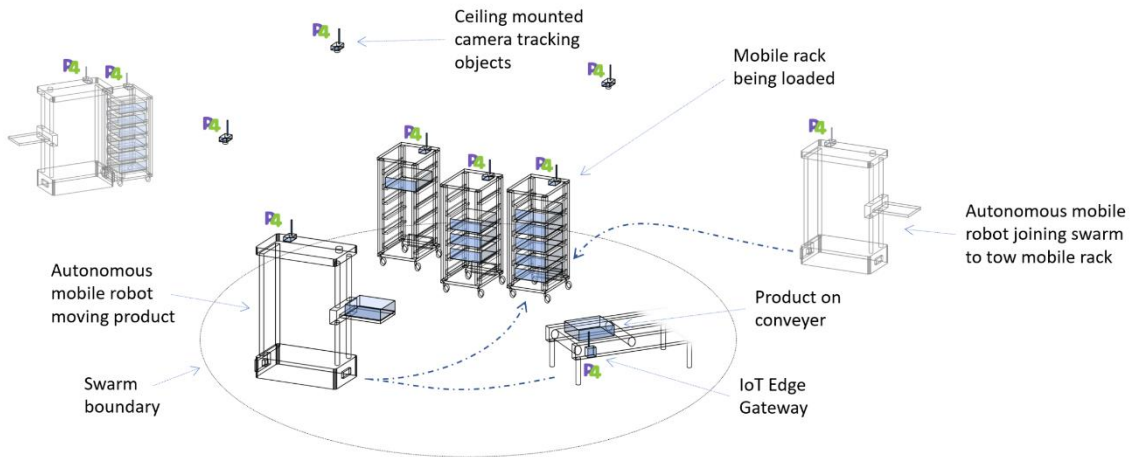 P4
Ceiling mounted
camera tracking
objects
P4
Mobile rack
being loaded
P4
P4
P4
P4
P4
P4
P4
P4
Autonomous mobile
robot joining swarm
to tow mobile rack
P4
Autonomous
mobile robot
moving product
Product on
conveyer
Swarm
boundary
P4
IoT Edge
Gateway